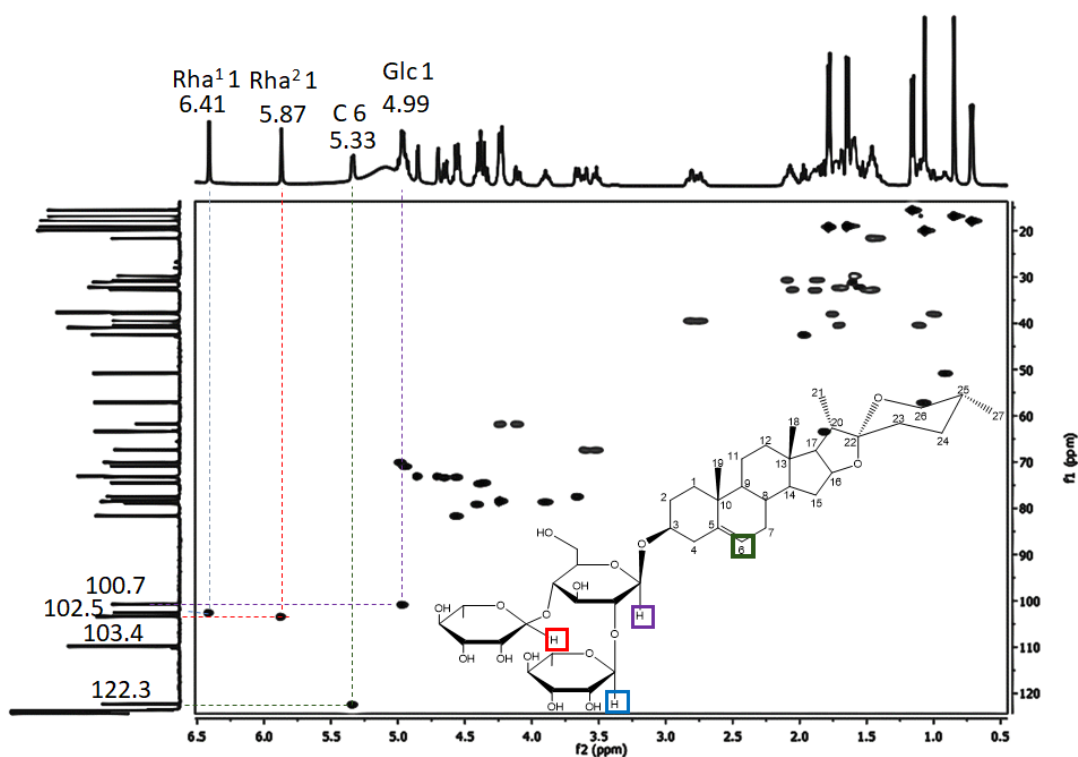 Rha¹ 1
6.41
Rha² 1
5.87
C 6
5.33
Glc 1
4.99
20
30
40
50
60
70
80
90
100
110
120
f1 (ppm)
100.7
102.5
103.4
122.3
6.5 6.0 5.5 5.0 4.5 4.0 3.5 3.0 2.5 2.0 1.5 1.0 0.5
f2 (ppm)
21
O
25
26
27
20
22
23
24
18
17
O
12
11
13
16
19
1
9
14
15
2
10
8
3
5
7
4
6
HO
O
O
OH
H
O
OH
O
O
H
OH
OH
OH
O
H
OH
OH